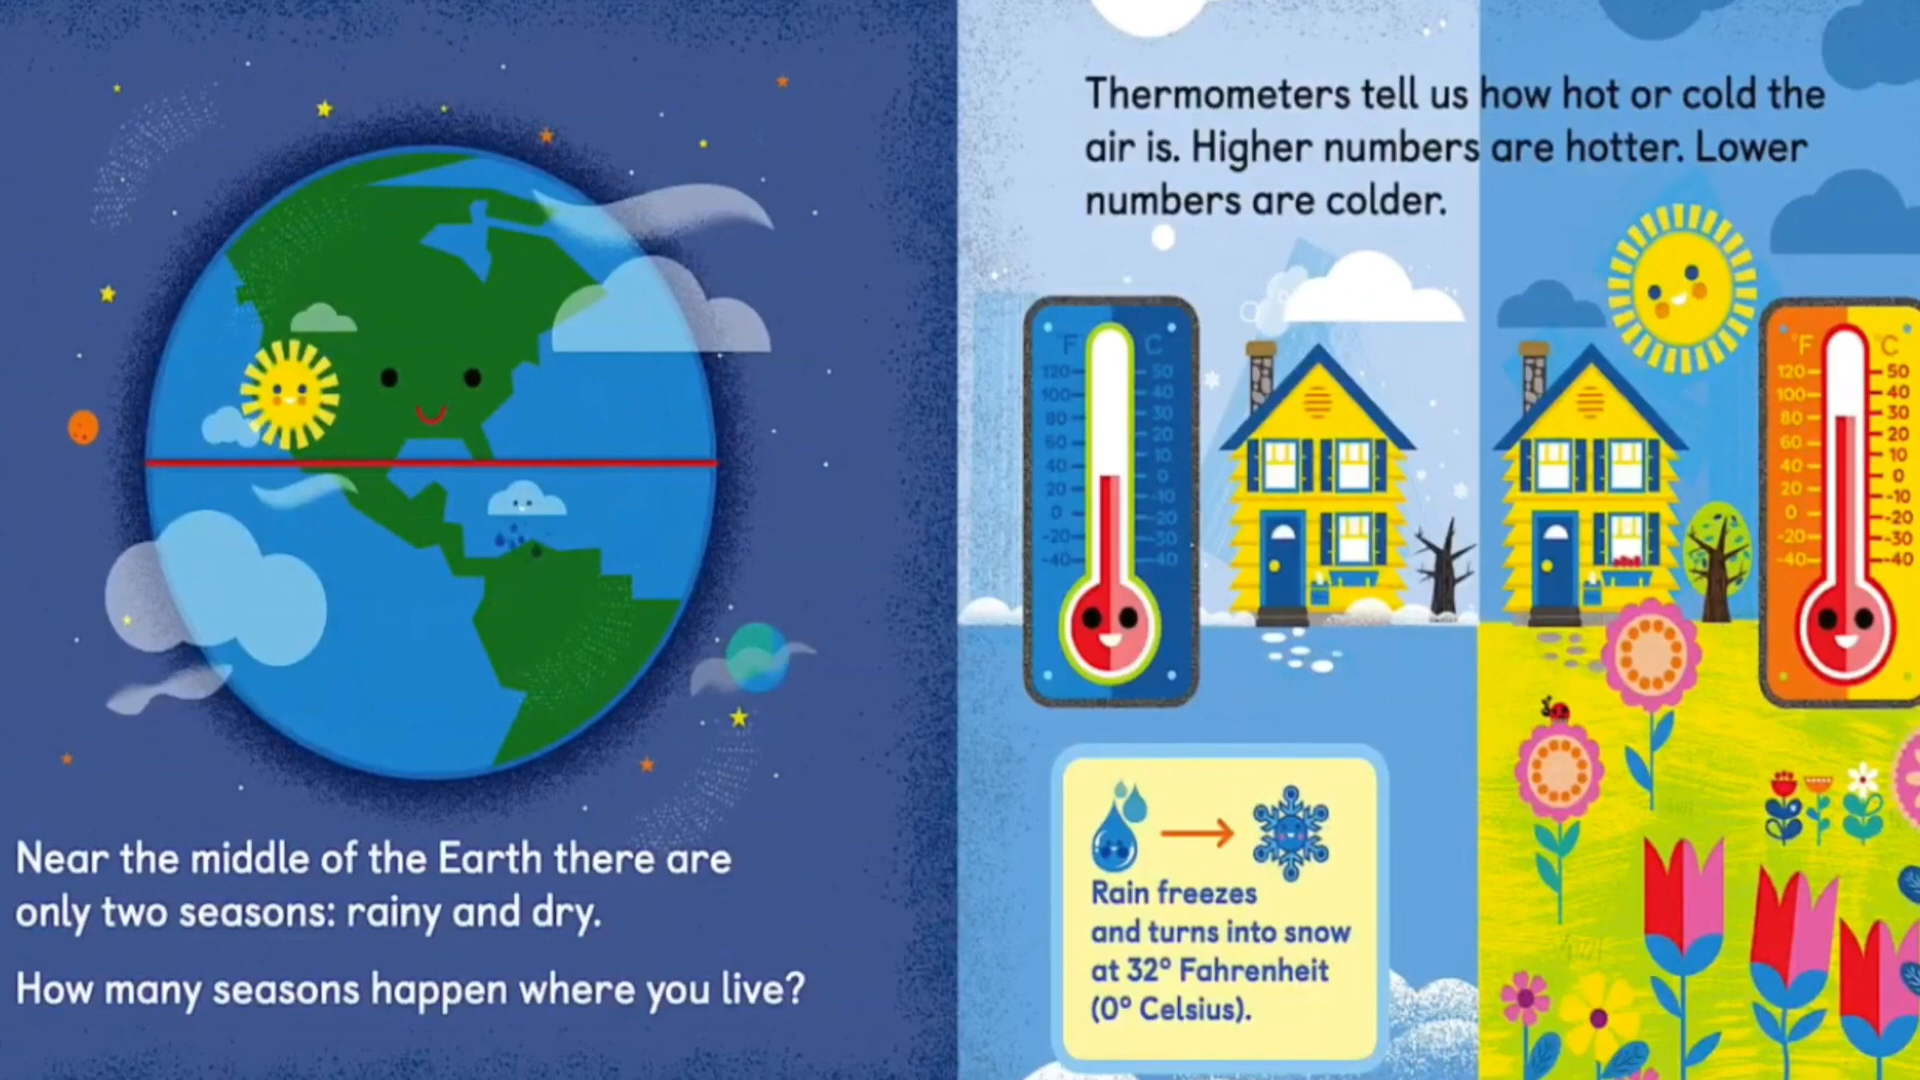 Near the middle of the Earth there are
only two seasons: rainy and dry.
How many seasons happen where you live?
Thermometers tell us how hot or cold the
air is. Higher numbers are hotter. Lower
numbers are colder.
°F C
120 50
100 40
80 30
60 20
40 10
20 0
0 -10
-20 -20
-40 -30
-40
°F °C
120 50
100 40
80 30
60 20
40 10
20 0
0 -10
-20 -20
-40 -30
-40
Rain freezes
and turns into snow
at 32° Fahrenheit
(0° Celsius).